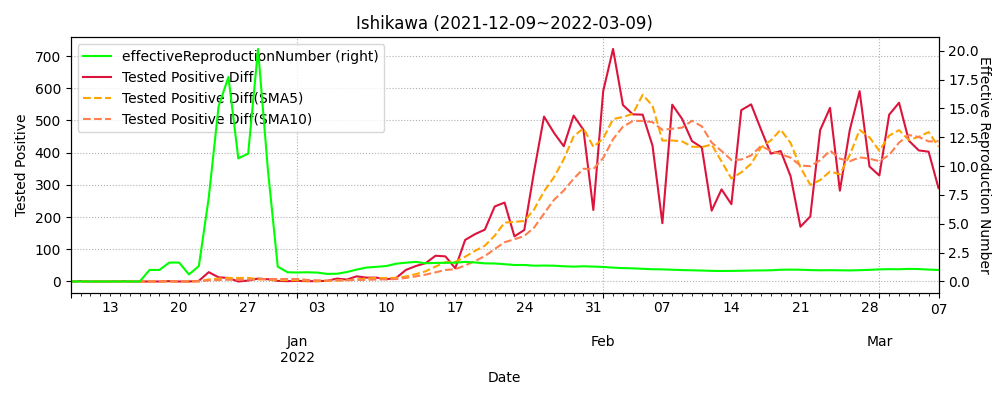 Ishikawa (2021-12-09~2022-03-09)
effectiveReproductionNumber (right)
Tested Positive Diff
Tested Positive Diff(SMA5)
Tested Positive Diff(SMA10)
Tested Positive
700
600
500
400
300
200
100
0
Effective Reproduction Number
20.0
17.5
15.0
12.5
10.0
7.5
5.0
2.5
0.0
13 20 27 03 10 17 24 31 07 14 21 28 07
Jan Feb Mar
2022
Date